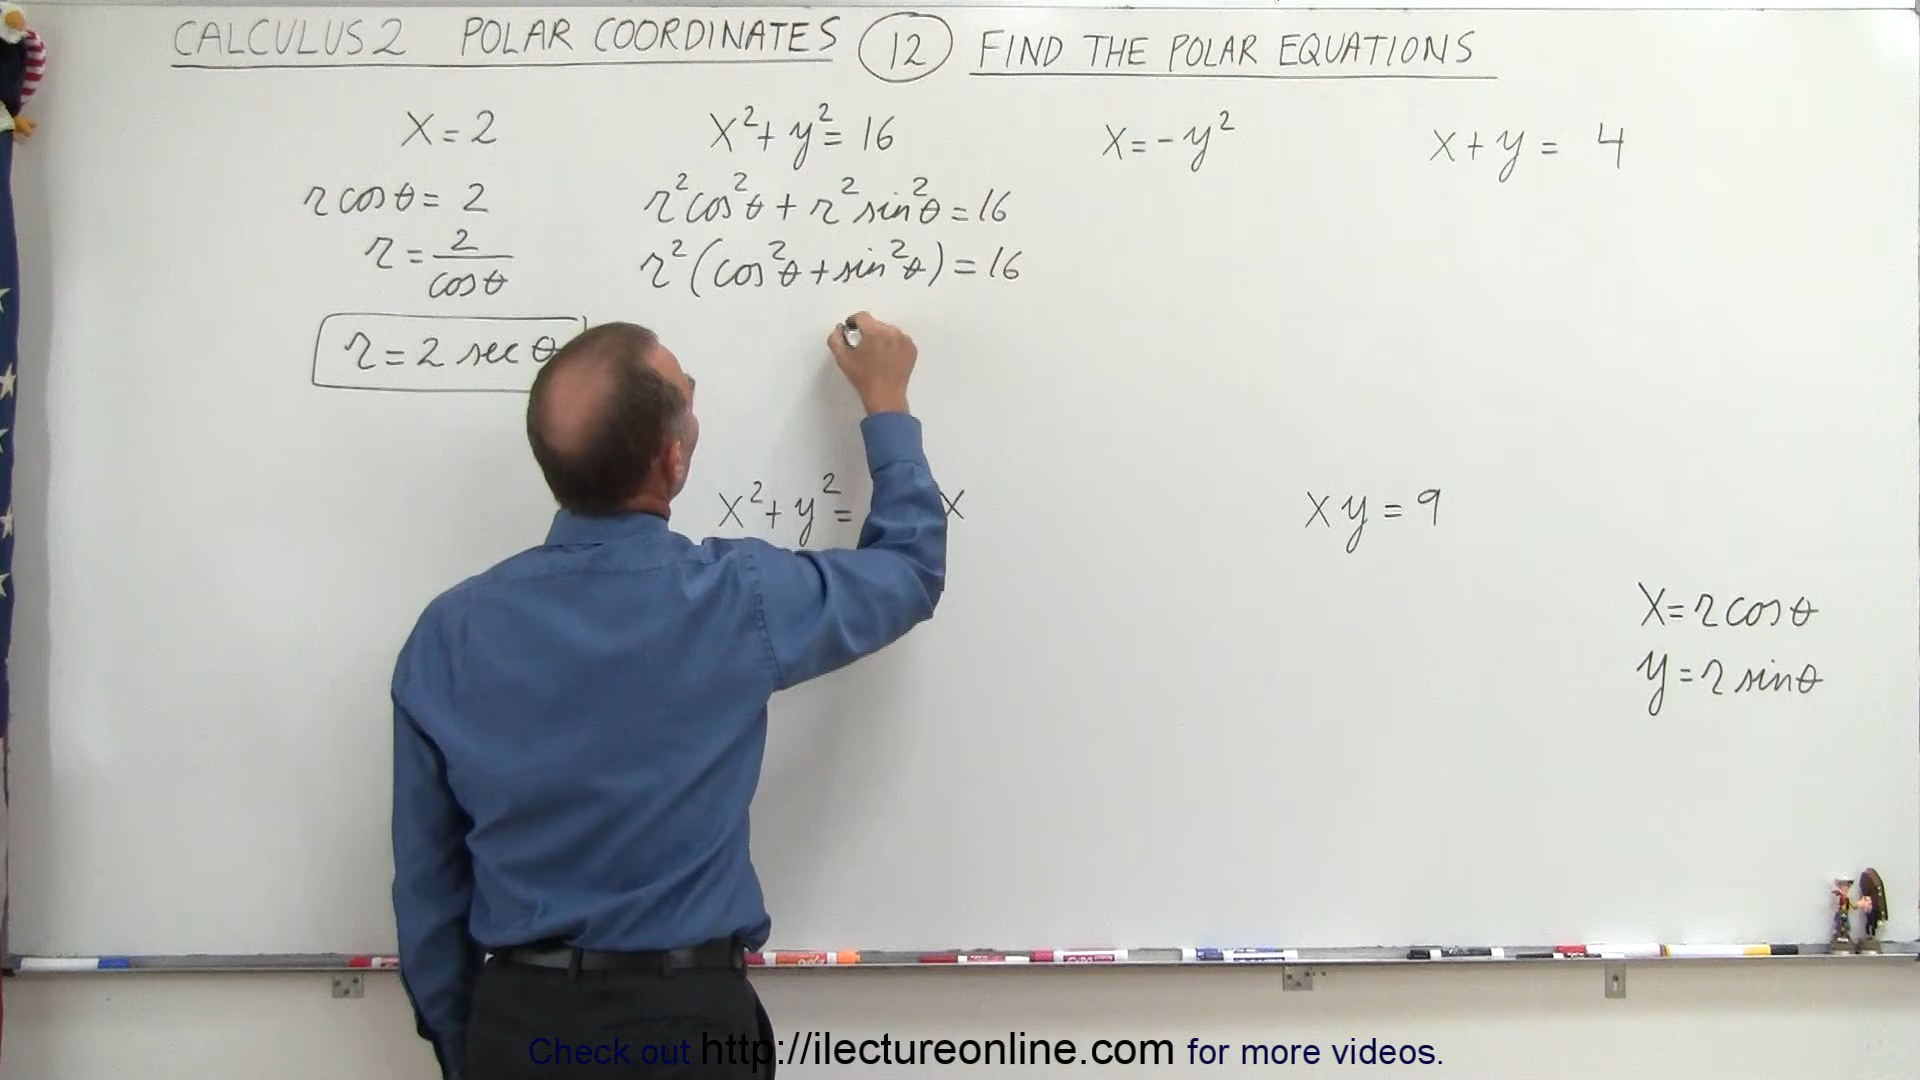 CALCULUS 2 POLAR COORDINATES 12 FIND THE POLAR EQUATIONS
x = 2
r cos θ = 2
r = 2/cos θ
r = 2 sec θ
x² + y² = 16
r² cos² θ + r² sin² θ = 16
r² (cos² θ + sin² θ) = 16
x = - y²
x + y = 4
x² + y² = x
x y = 9
x = r cos θ
y = r sin θ
Check out http://ilectureonline.com for more videos.